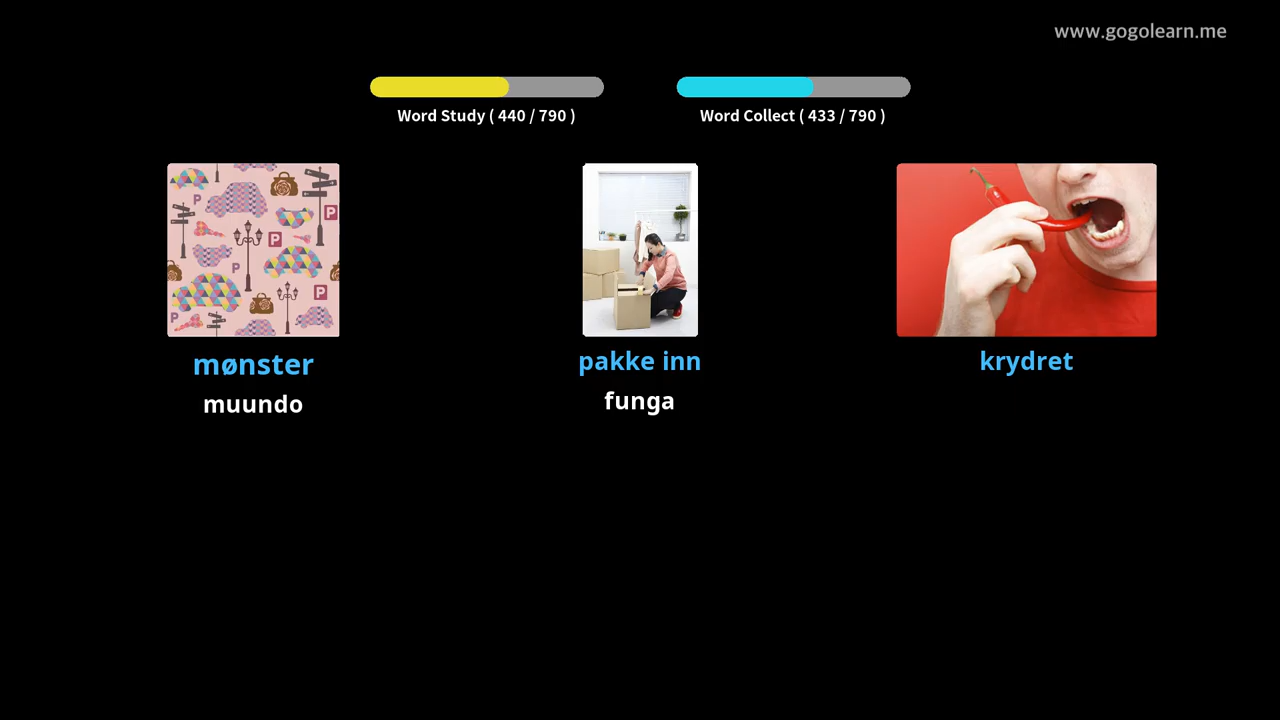 www.gogolearn.me
Word Study ( 440 / 790 )
Word Collect ( 433 / 790 )
P
P
P
P
P
P
mønster
muundo
pakke inn
funga
krydret